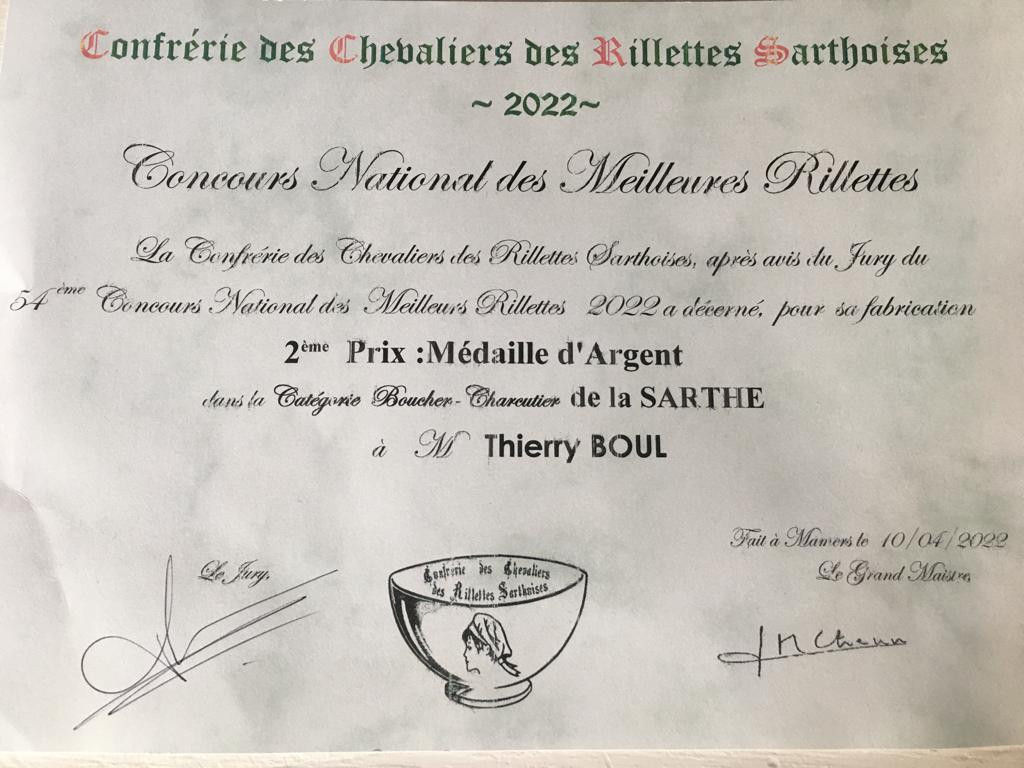 Confrérie des Chevaliers des Rillettes Sarthoises
~ 2022~
Concours National des Meilleures Rillettes
La Confrérie des Chevaliers des Rillettes Sarthoises, après avis du Jury du
54ème Concours National des Meilleurs Rillettes 2022 a décerné, pour sa fabrication
2ème Prix :Médaille d'Argent
dans la Catégorie Boucher-Charcutier de la SARTHE
à M Thierry BOUL
Fait à Mamers le 10/04/2022
Le Grand Maistre
Le Jury,
Confrérie des Chevaliers
des Rillettes Sarthoises